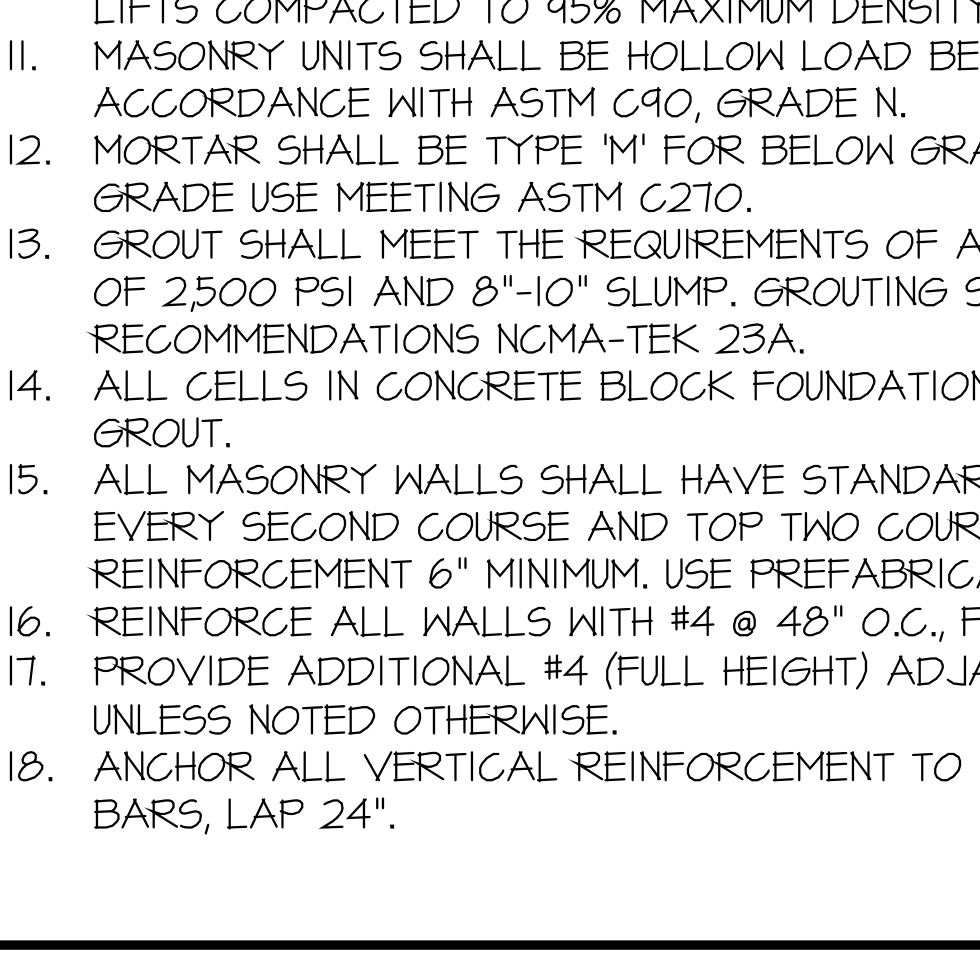 LIFTS COMPACTED TO 95% MAXIMUM DENSITY
11. MASONRY UNITS SHALL BE HOLLOW LOAD BE
ACCORDANCE WITH ASTM C90, GRADE N.
12. MORTAR SHALL BE TYPE 'M' FOR BELOW GRA
GRADE USE MEETING ASTM C270.
13. GROUT SHALL MEET THE REQUIREMENTS OF A
OF 2,500 PSI AND 8"-10" SLUMP. GROUTING S
RECOMMENDATIONS NCMA-TEK 23A.
14. ALL CELLS IN CONCRETE BLOCK FOUNDATION
GROUT.
15. ALL MASONRY WALLS SHALL HAVE STANDAR
EVERY SECOND COURSE AND TOP TWO COUR
REINFORCEMENT 6" MINIMUM. USE PREFABRICA
16. REINFORCE ALL WALLS WITH #4 @ 48" O.C., F
17. PROVIDE ADDITIONAL #4 (FULL HEIGHT) ADJA
UNLESS NOTED OTHERWISE.
18. ANCHOR ALL VERTICAL REINFORCEMENT TO
BARS, LAP 24".